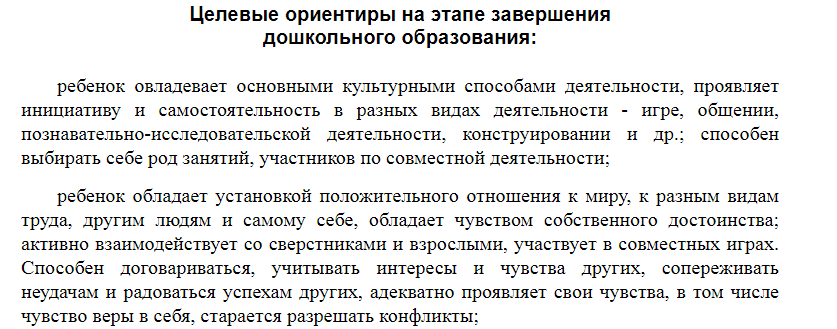 Целевые ориентиры на этапе завершения
дошкольного образования:
ребенок овладевает основными культурными способами деятельности, проявляет
инициативу и самостоятельность в разных видах деятельности - игре, общении,
познавательно-исследовательской деятельности, конструировании и др.; способен
выбирать себе род занятий, участников по совместной деятельности;
ребенок обладает установкой положительного отношения к миру, к разным видам
труда, другим людям и самому себе, обладает чувством собственного достоинства;
активно взаимодействует со сверстниками и взрослыми, участвует в совместных играх.
Способен договариваться, учитывать интересы и чувства других, сопереживать
неудачам и радоваться успехам других, адекватно проявляет свои чувства, в том числе
чувство веры в себя, старается разрешать конфликты;